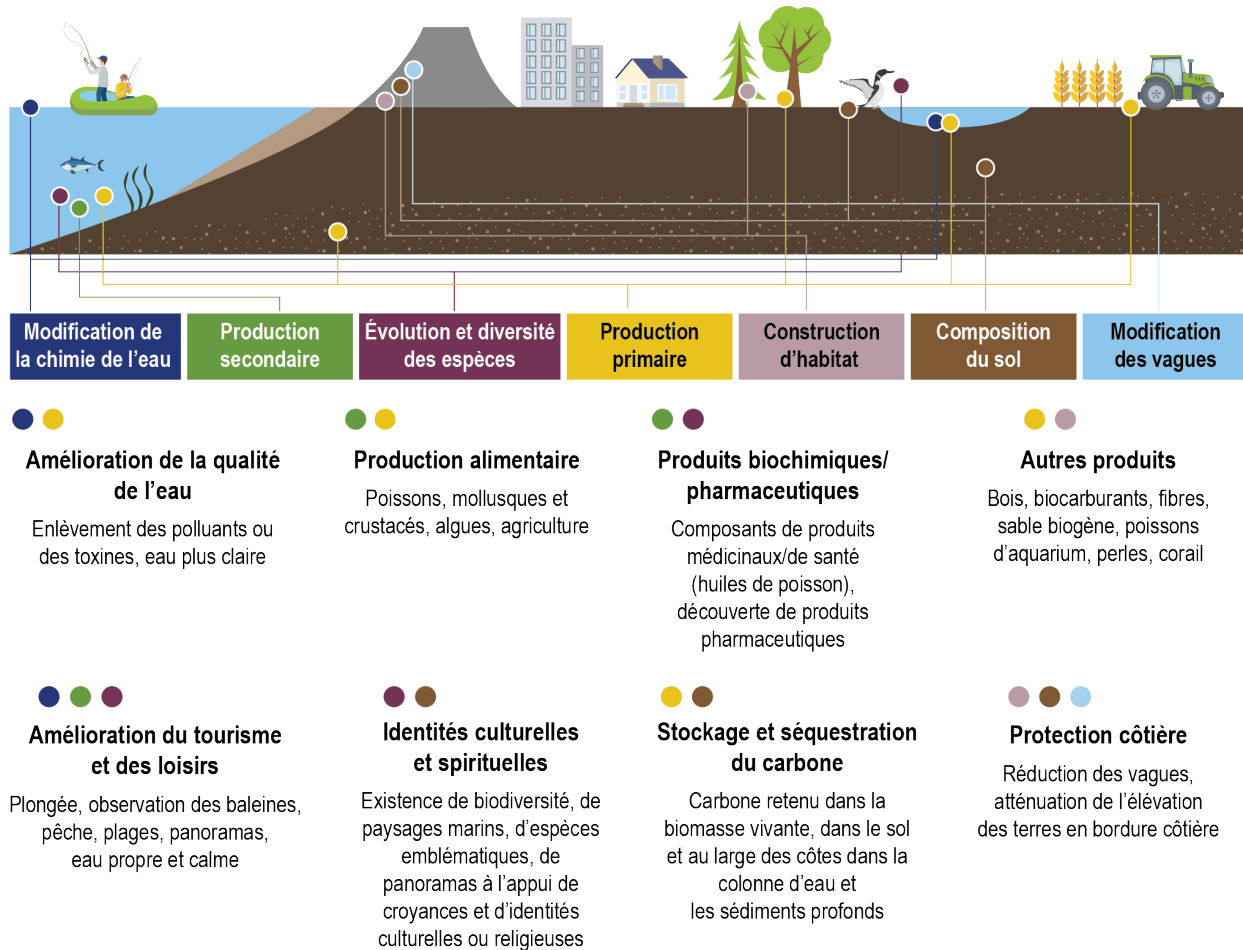 Modification de
la chimie de l’eau
Production
secondaire
Évolution et diversité
des espèces
Production
primaire
Construction
d’habitat
Composition
du sol
Modification
des vagues
Amélioration de la qualité
de l’eau
Enlèvement des polluants ou
des toxines, eau plus claire
Production alimentaire
Poissons, mollusques et
crustacés, algues, agriculture
Produits biochimiques/
pharmaceutiques
Composants de produits
médicinaux/de santé
(huiles de poisson),
découverte de produits
pharmaceutiques
Autres produits
Bois, biocarburants, fibres,
sable biogène, poissons
d’aquarium, perles, corail
Amélioration du tourisme
et des loisirs
Plongée, observation des baleines,
pêche, plages, panoramas,
eau propre et calme
Identités culturelles
et spirituelles
Existence de biodiversité, de
paysages marins, d’espèces
emblématiques, de
panoramas à l’appui de
croyances et d’identités
culturelles ou religieuses
Stockage et séquestration
du carbone
Carbone retenu dans la
biomasse vivante, dans le sol
et au large des côtes dans la
colonne d’eau et
les sédiments profonds
Protection côtière
Réduction des vagues,
atténuation de l’élévation
des terres en bordure côtière